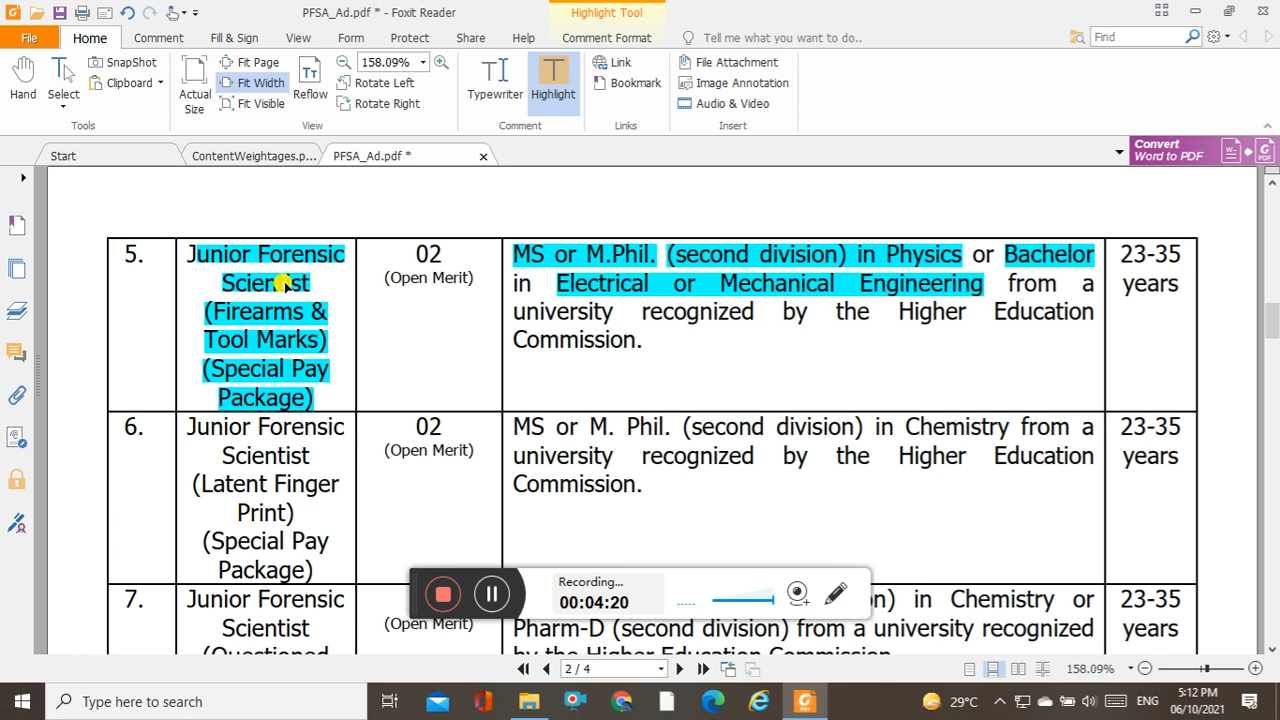 PFSA_Ad.pdf * - Foxit Reader
Highlight Tool
File
Home
Comment
Fill & Sign
View
Form
Protect
Share
Help
Comment Format
Tell me what you want to do..
Find
SnapShot
Fit Page
158.09%
Link
File Attachment
Clipboard
Fit Width
Rotate Left
Bookmark
Image Annotation
Fit Visible
Rotate Right
Audio & Video
Hand
Select
Actual
Size
Reflow
Typewriter
Highlight
Tools
View
Comment
Links
Insert
Start
ContentWeightages.p...
PFSA_Ad.pdf *
Convert
Word to PDF
5.
Junior Forensic
Scientist
(Firearms &
Tool Marks)
(Special Pay
Package)
02
(Open Merit)
MS or M.Phil. (second division) in Physics or Bachelor
in Electrical or Mechanical Engineering from a
university recognized by the Higher Education
Commission.
23-35
years
6.
Junior Forensic
Scientist
(Latent Finger
Print)
(Special Pay
Package)
02
(Open Merit)
MS or M. Phil. (second division) in Chemistry from a
university recognized by the Higher Education
Commission.
23-35
years
7.
Junior Forensic
Scientist
(Questioned
(Open Merit)
on) in Chemistry or
Pharm-D (second division) from a university recognized
by the Higher Education Commission.
23-35
years
Recording...
00:04:20
2 / 4
158.09%
Type here to search
29°C
ENG
5:12 PM
06/10/2021